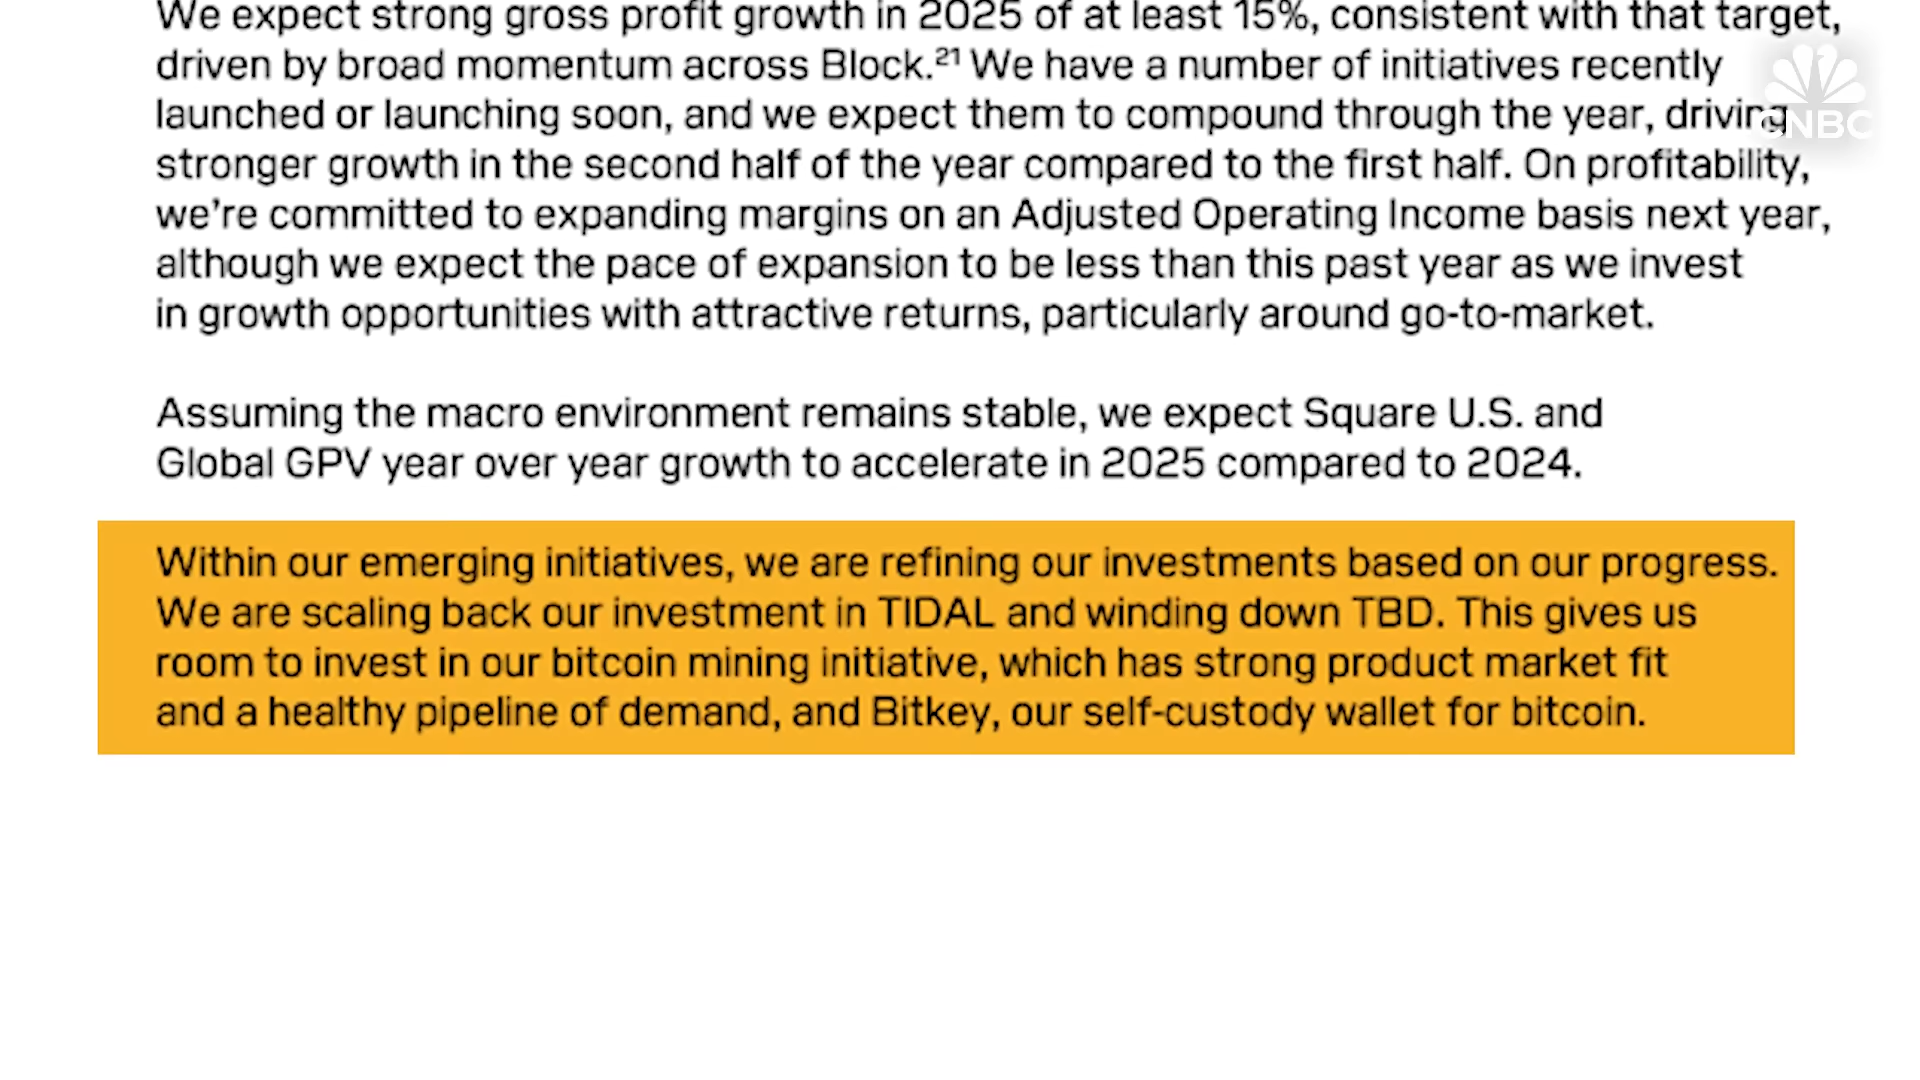 We expect strong gross profit growth in 2025 of at least 15%, consistent with that target,
driven by broad momentum across Block.²¹ We have a number of initiatives recently
launched or launching soon, and we expect them to compound through the year, driving
stronger growth in the second half of the year compared to the first half. On profitability,
we’re committed to expanding margins on an Adjusted Operating Income basis next year,
although we expect the pace of expansion to be less than this past year as we invest
in growth opportunities with attractive returns, particularly around go-to-market.
Assuming the macro environment remains stable, we expect Square U.S. and
Global GPV year over year growth to accelerate in 2025 compared to 2024.
Within our emerging initiatives, we are refining our investments based on our progress.
We are scaling back our investment in TIDAL and winding down TBD. This gives us
room to invest in our bitcoin mining initiative, which has strong product market fit
and a healthy pipeline of demand, and Bitkey, our self-custody wallet for bitcoin.
CNBC